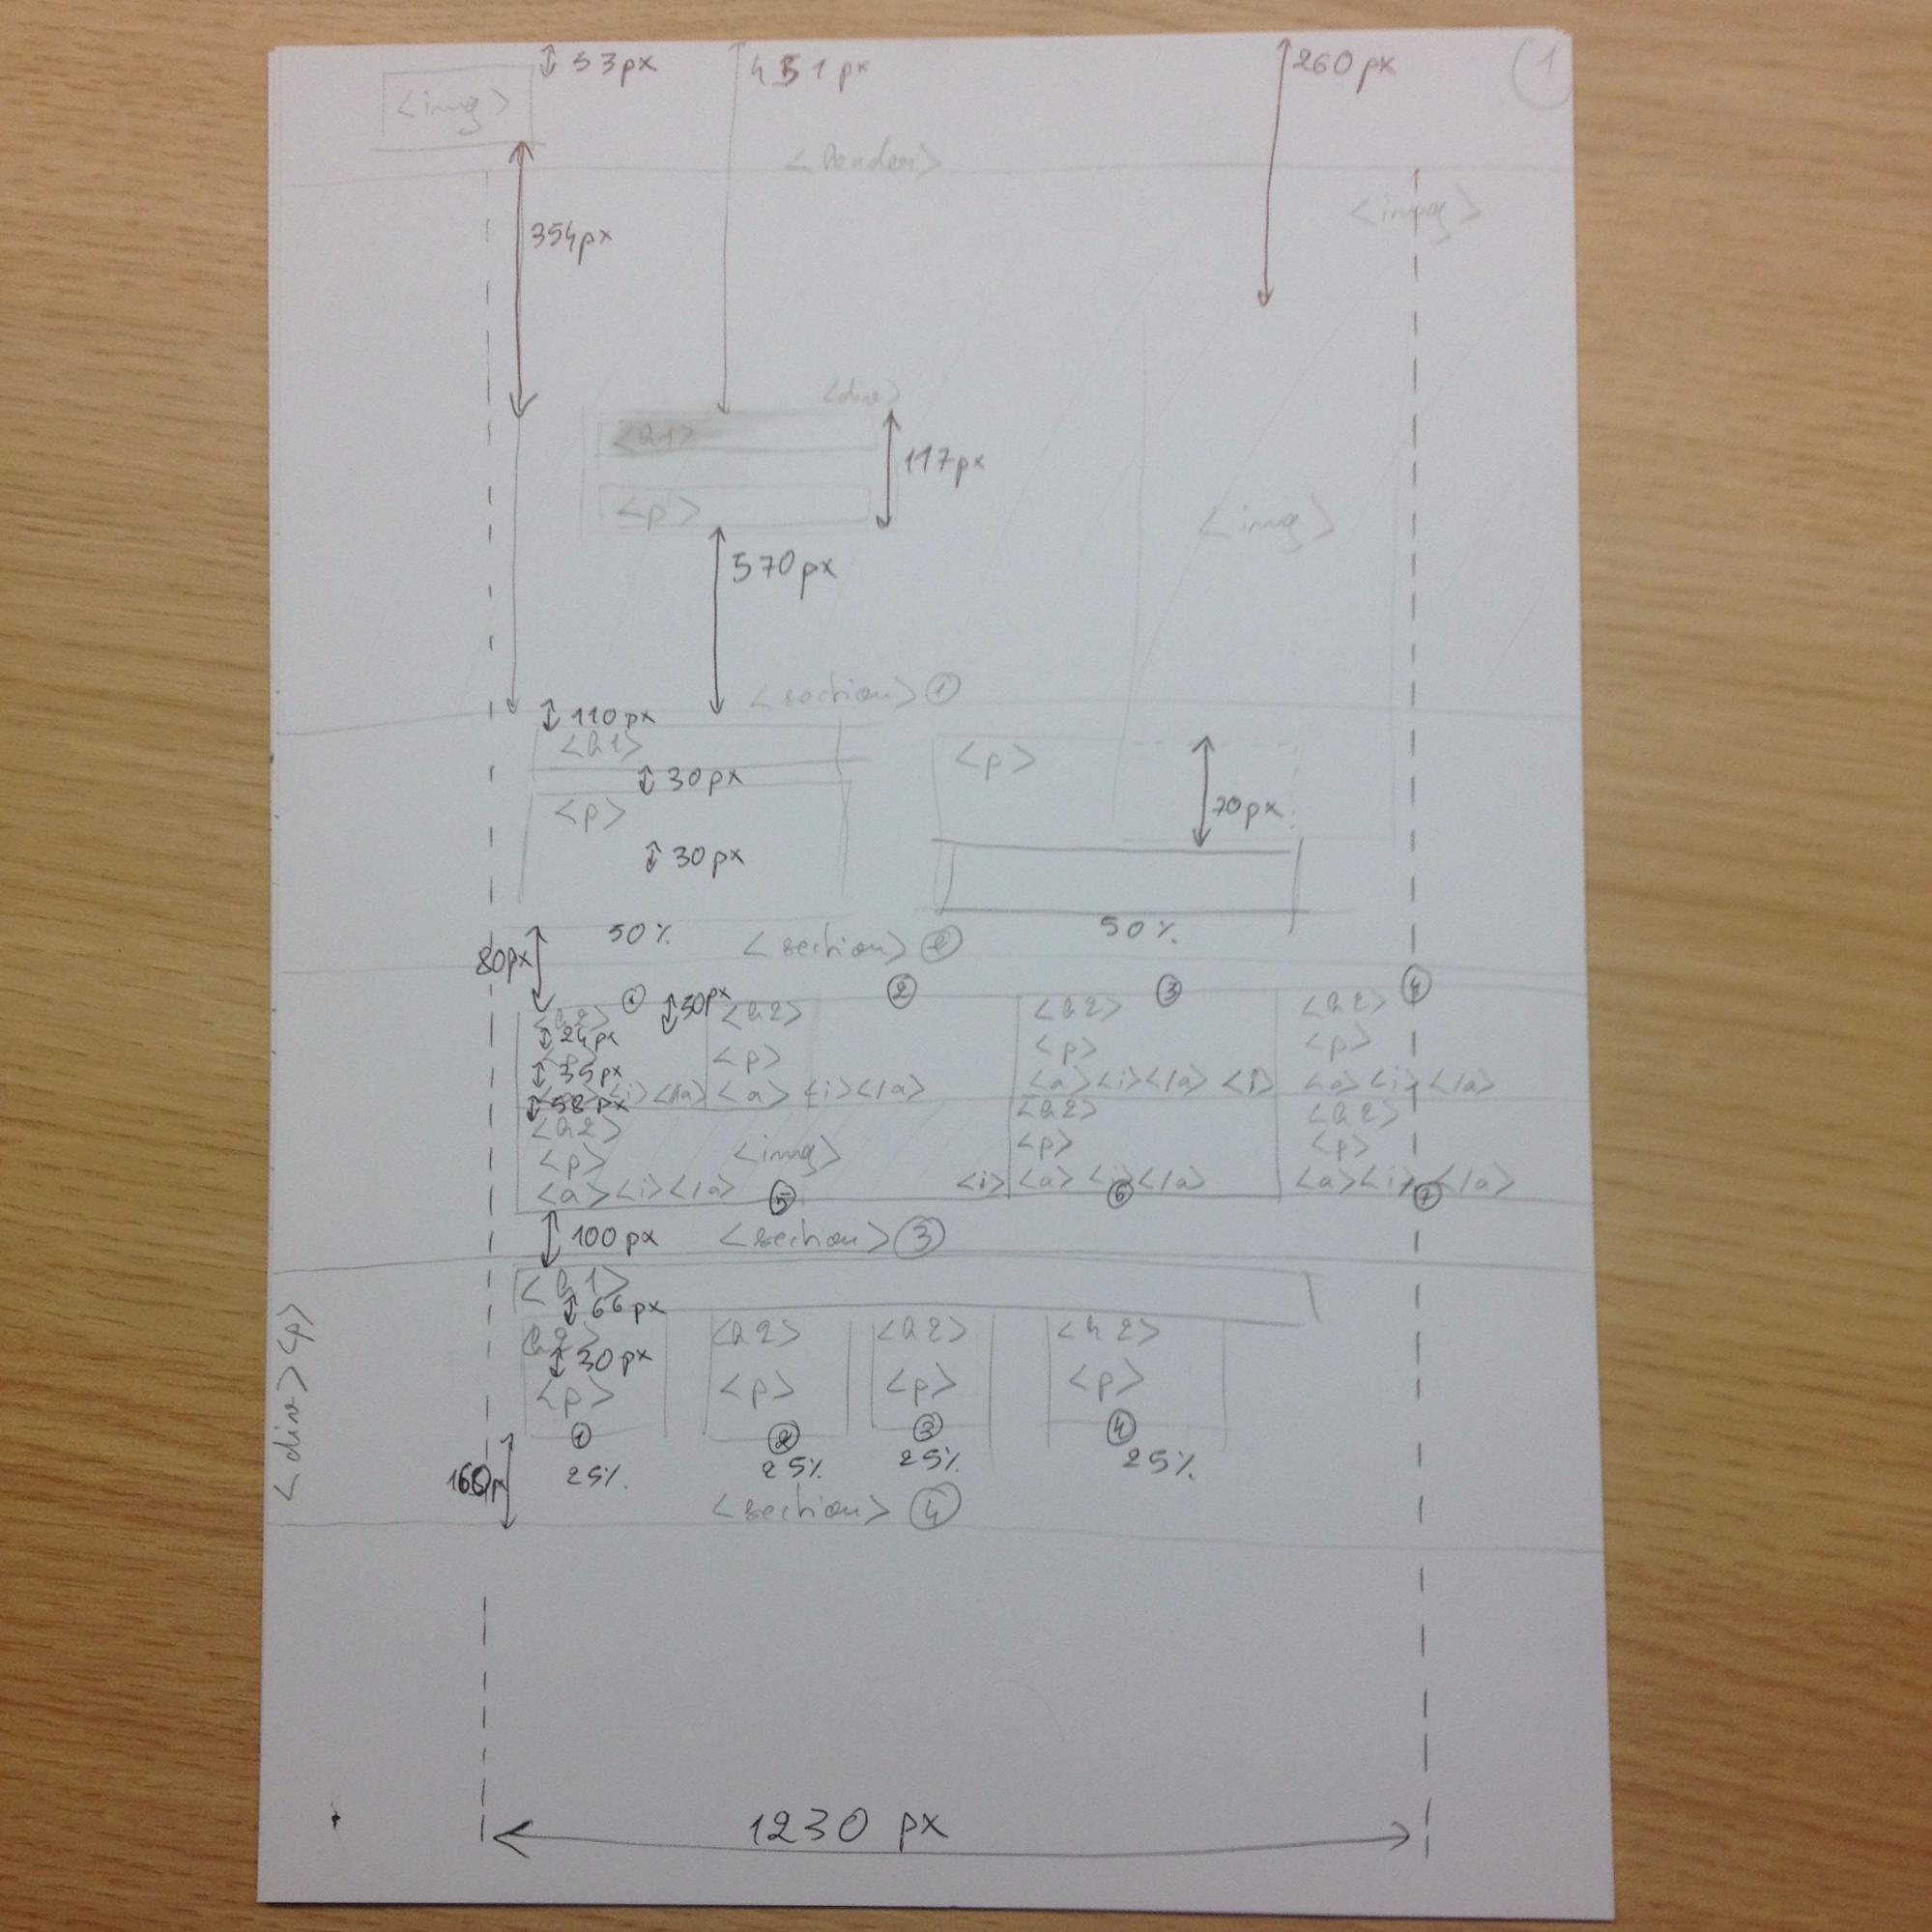 53px
451px
260px
1
<img>
<header>
<img>
354px
<div>
<h1>
117px
<p>
<img>
570px
<section> 1
110px
<h1>
<p>
30px
<p>
70px
30px
50%
50%
<section> 2
80px
1
50px
2
3
4
<h2>
<h2>
<h2>
<h2>
24px
<p>
<p>
<p>
<p>
35px
<i></a>
<a><i></a>
<a><i></a> <i>
<a><i></a>
58px
<h2>
<h2>
<h2>
<p>
<img>
<p>
<p>
<a><i></a>
<i>
<a><i></a>
<a><i></a>
5
6
7
100px
<section> 3
<h1>
66px
<h2>
<h2>
<h2>
<h2>
30px
<p>
<p>
<p>
<p>
1
2
3
4
25%
25%
25%
25%
160px
<section> 4
<div> <p>
1230 px